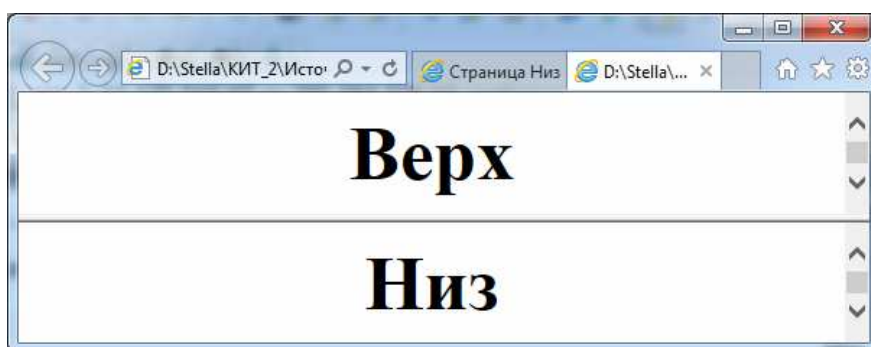 D:\Stella\КИТ_2\Исто
Страница Низ
D:\Stella\...
Верх
Низ